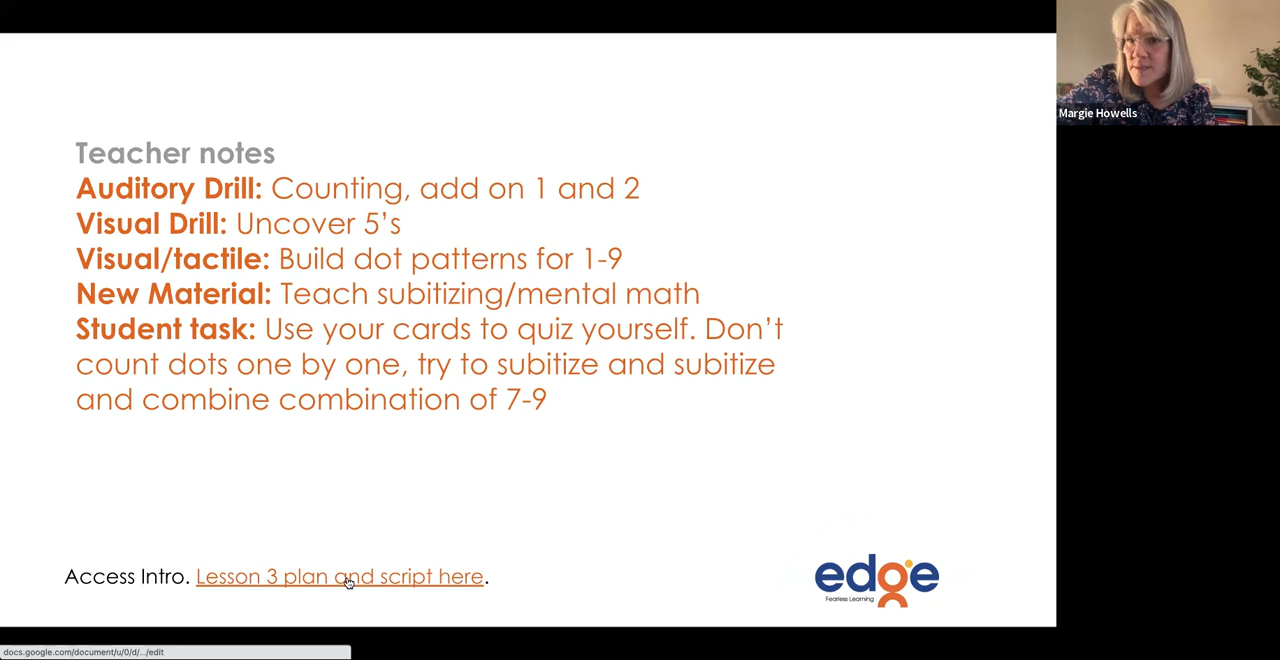 Margie Howells
Teacher notes
Auditory Drill: Counting, add on 1 and 2
Visual Drill: Uncover 5’s
Visual/tactile: Build dot patterns for 1-9
New Material: Teach subitizing/mental math
Student task: Use your cards to quiz yourself. Don’t
count dots one by one, try to subitize and subitize
and combine combination of 7-9
Access Intro. Lesson 3 plan and script here.
edge
Fearless Learning
docs.google.com/document/u/0/d/.../edit